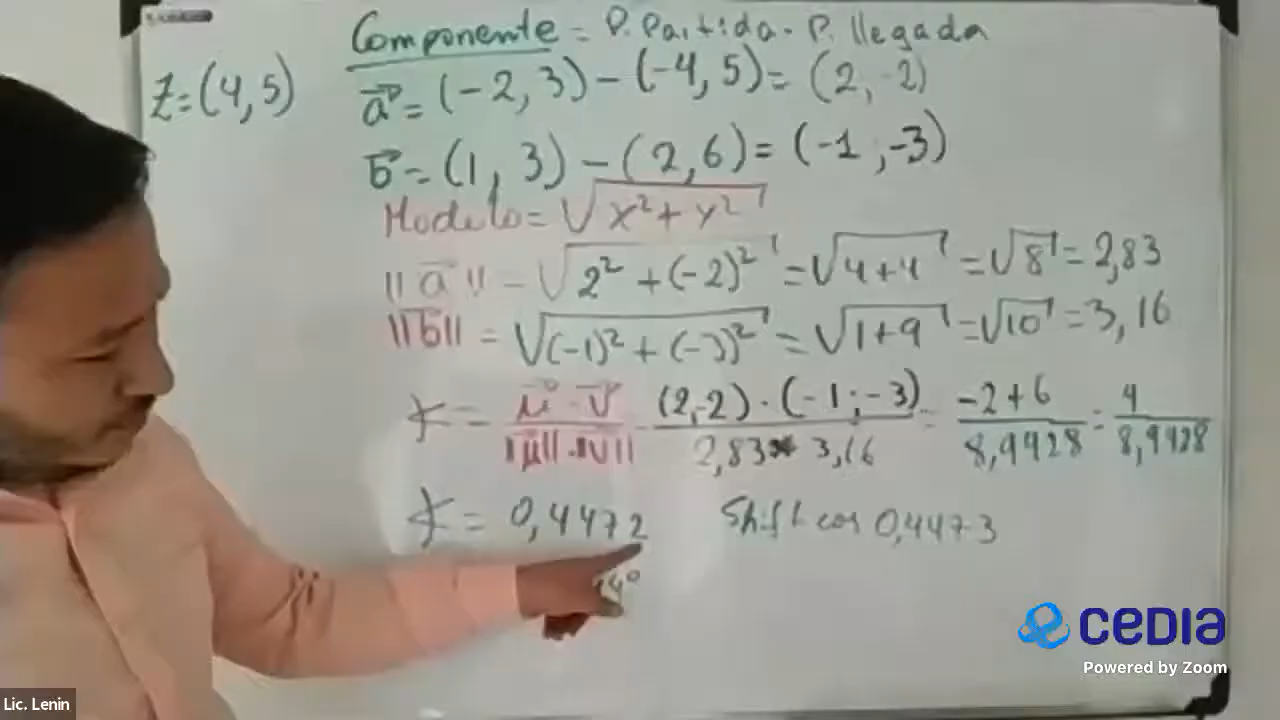 Componente = P. Partida - P. llegada
Z=(4,5)
a⃗ = (-2, 3) - (-4, 5) = (2, -2)
b⃗ = (1, 3) - (2, 6) = (-1 ; -3)
Modulo = √x² + y²
||a⃗|| = √2² + (-2)² = √4+4 = √8 = 2,83
||b⃗|| = √(-1)² + (-3)² = √1+9 = √10 = 3,16
∡ = μ⃗ · v⃗ / ||μ⃗|| · ||v⃗|| = (2,-2) · (-1 ; -3) / 2,83 * 3,16 = -2+6 / 8,9428 = 4 / 8,9428
∡ = 0,4472 Shift cos 0,4473
4°
cedia
Powered by Zoom
Lic. Lenin